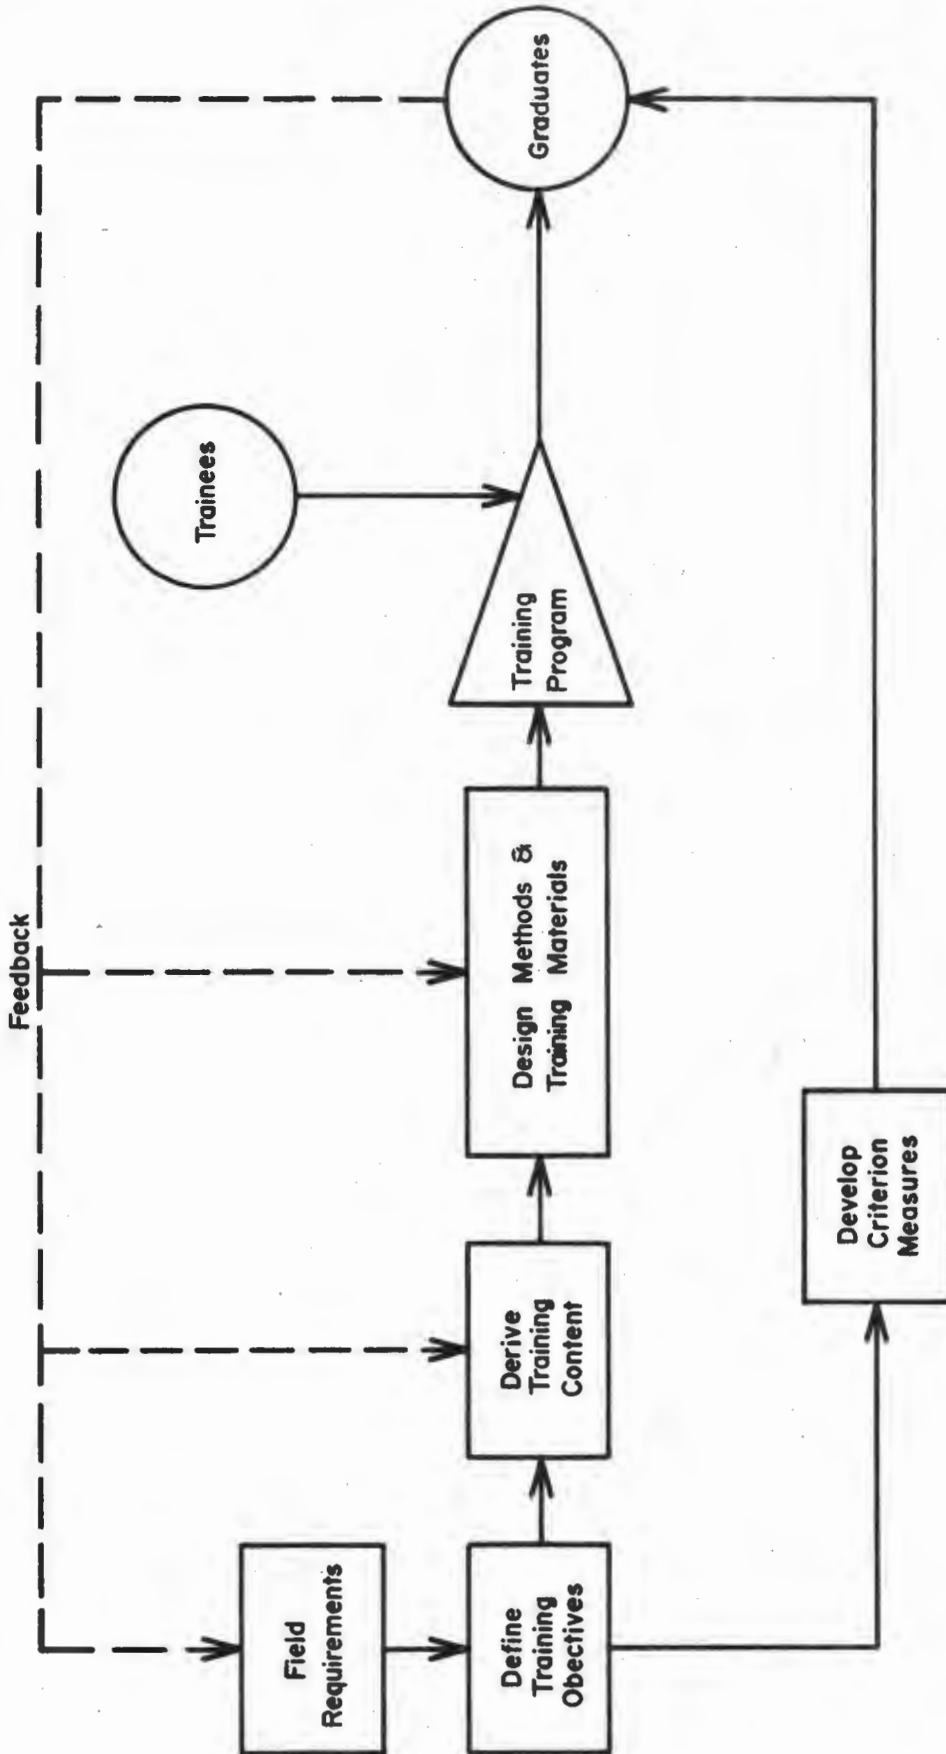 Feedback
Field
Requirements
Define
Training
Obectives
Derive
Training
Content
Design Methods &
Training Materials
Training
Program
Trainees
Graduates
Develop
Criterion
Measures